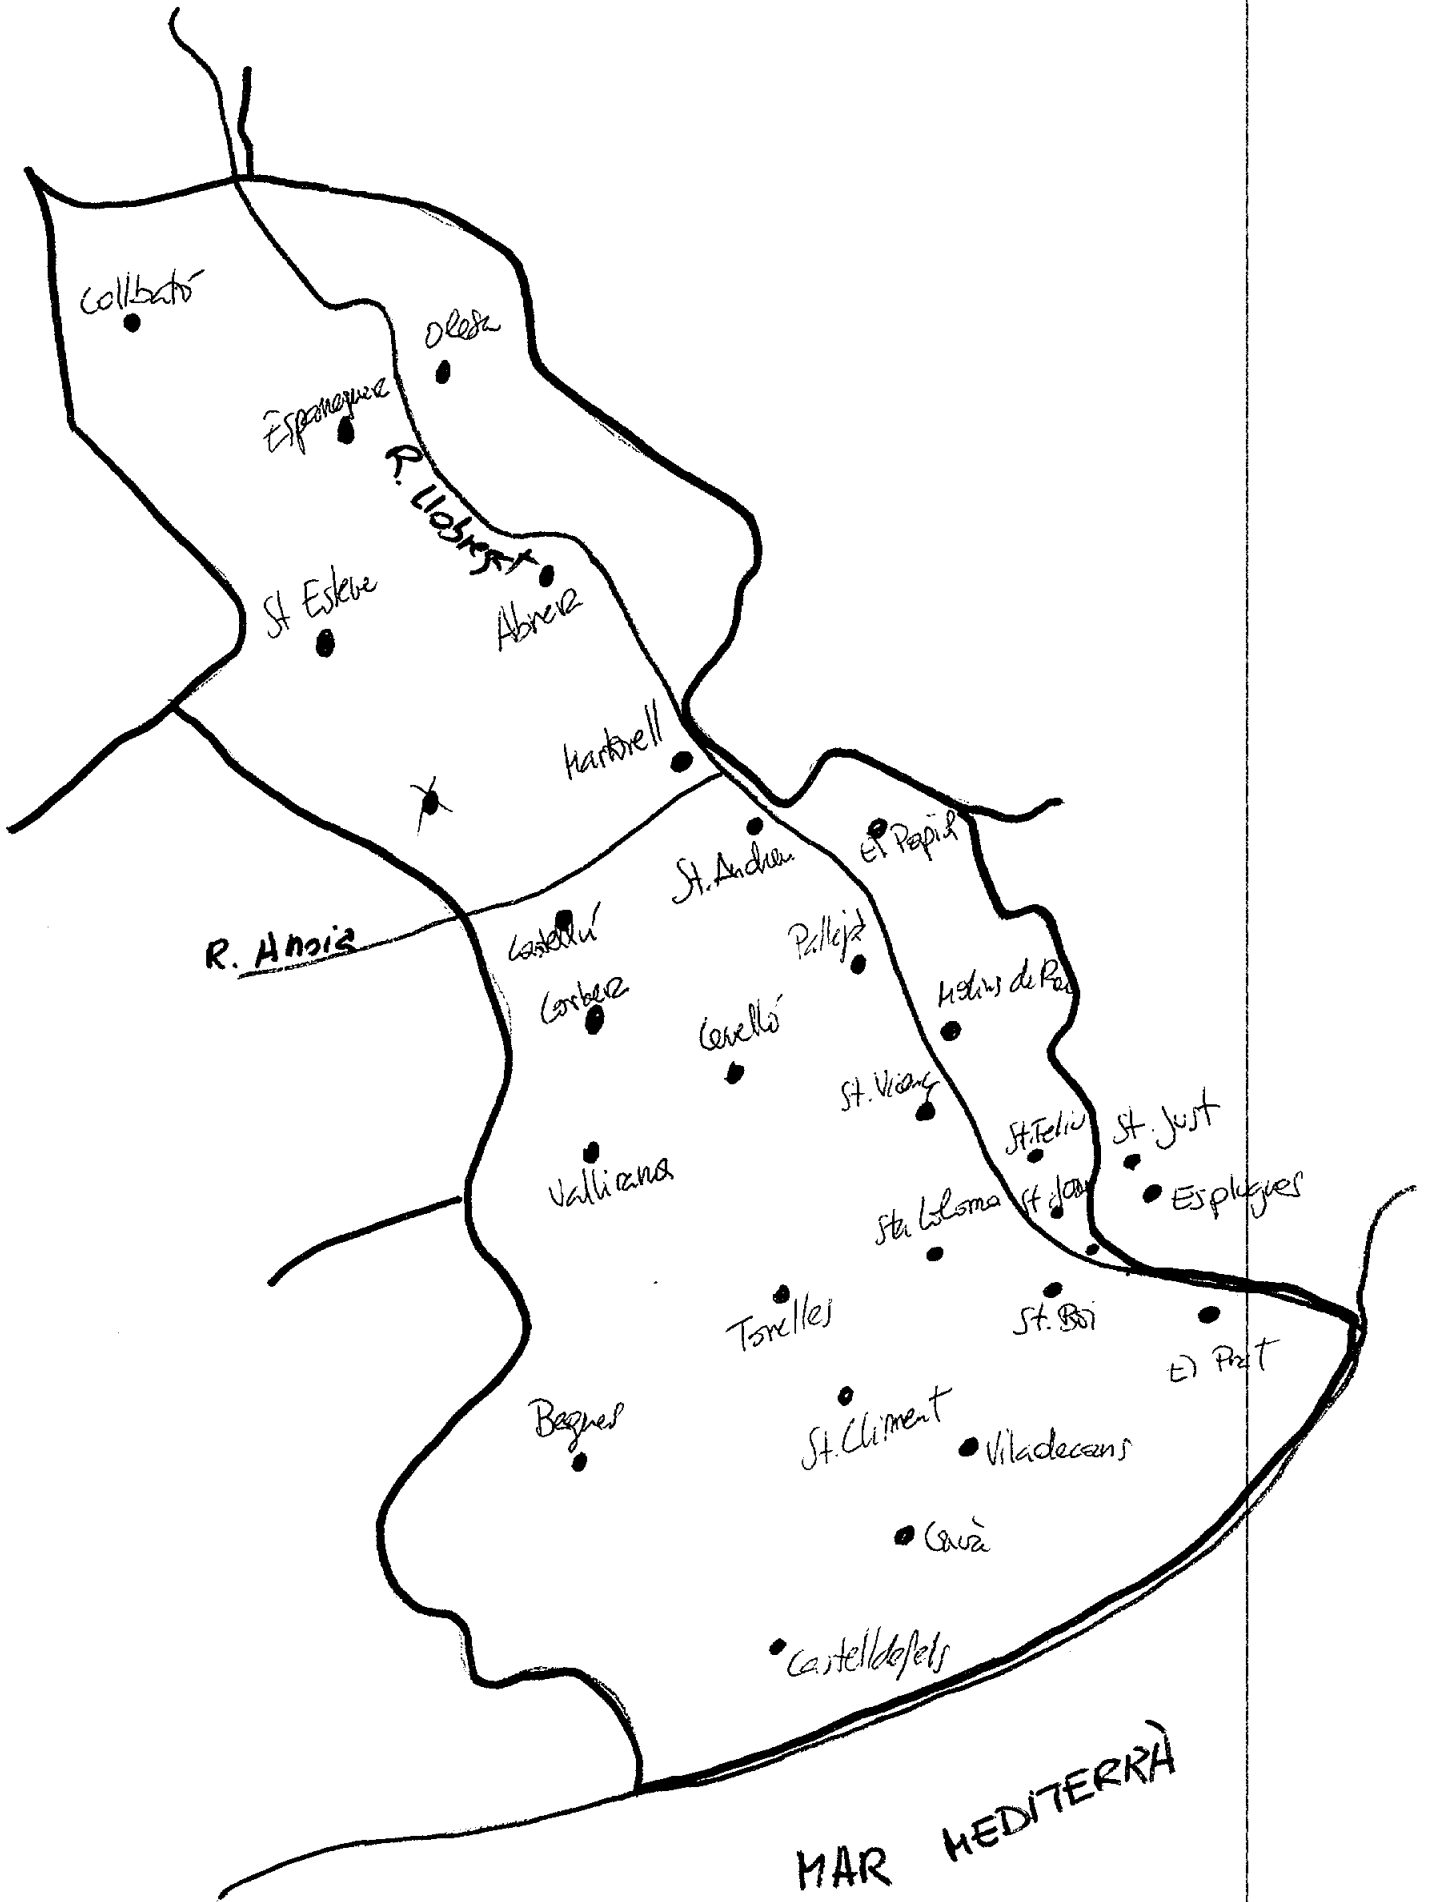 Collbató
Olesa
Esparreguera
R. Llobregat
St Esteve
Abrera
Martorell
St. Andreu
El Papiol
R. Anoia
Castellví
Pallejà
Corbera
Molins de Rei
Cervelló
St. Vicenç
St. Feliu
St. Just
Vallirana
Esplugues
Sta Coloma
St Joan
Torrelles
St. Boi
El Prat
Begues
St. Climent
Viladecans
Gavà
Castelldefels
MAR MEDITERRÀ